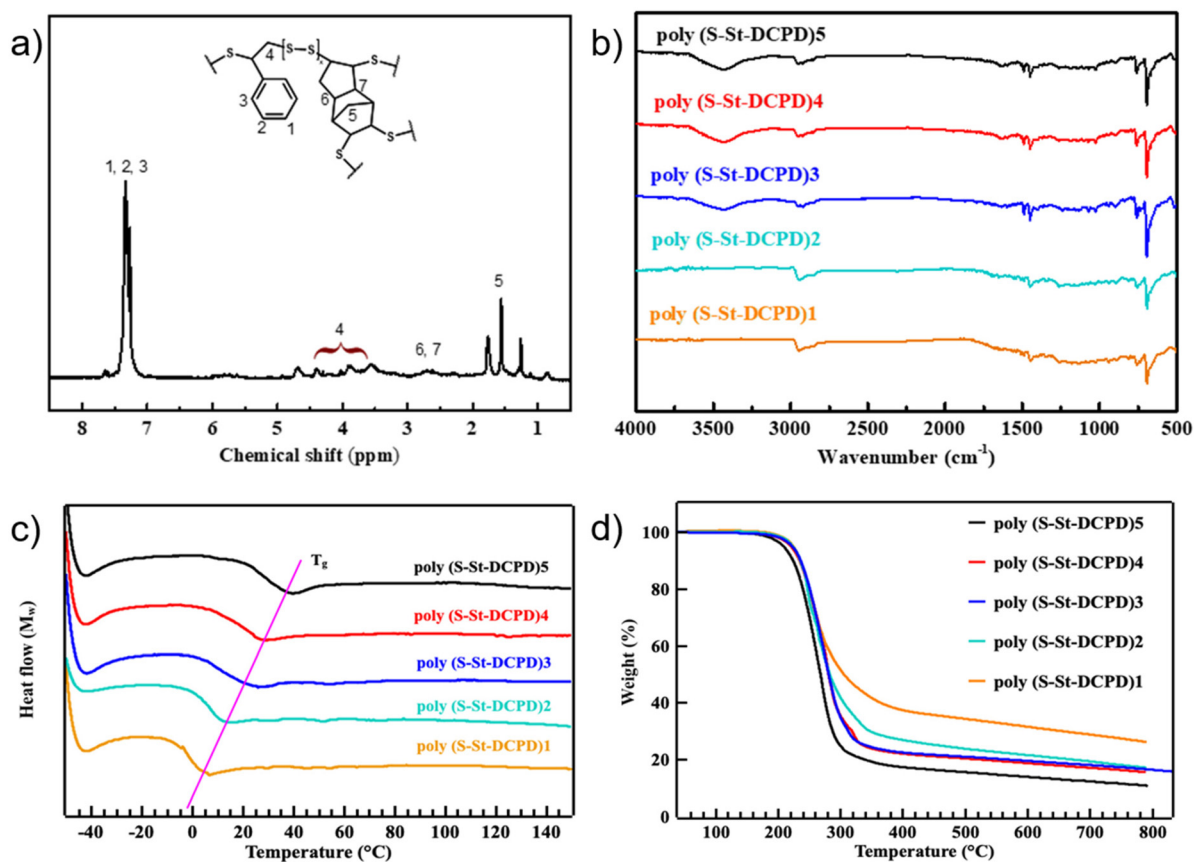 a)
S
4
S
S
x
S
7
6
5
3
2
1
S
S
1, 2, 3
4
6, 7
5
8 7 6 5 4 3 2 1
Chemical shift (ppm)
b)
poly (S-St-DCPD)5
poly (S-St-DCPD)4
poly (S-St-DCPD)3
poly (S-St-DCPD)2
poly (S-St-DCPD)1
4000 3500 3000 2500 2000 1500 1000 500
Wavenumber (cm-1)
c)
Tg
poly (S-St-DCPD)5
poly (S-St-DCPD)4
poly (S-St-DCPD)3
poly (S-St-DCPD)2
poly (S-St-DCPD)1
Heat flow (Mw)
-40 -20 0 20 40 60 80 100 120 140
Temperature (°C)
d)
100
80
60
40
20
0
Weight (%)
poly (S-St-DCPD)5
poly (S-St-DCPD)4
poly (S-St-DCPD)3
poly (S-St-DCPD)2
poly (S-St-DCPD)1
100 200 300 400 500 600 700 800
Temperature (°C)